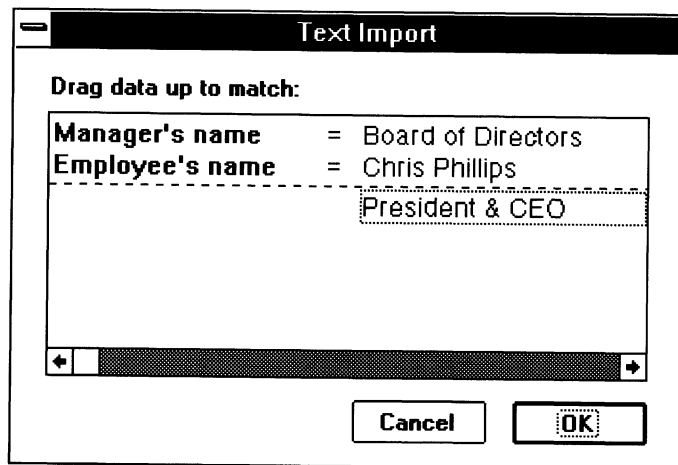 Text Import
Drag data up to match:
Manager's name = Board of Directors
Employee's name = Chris Phillips
President & CEO
Cancel OK